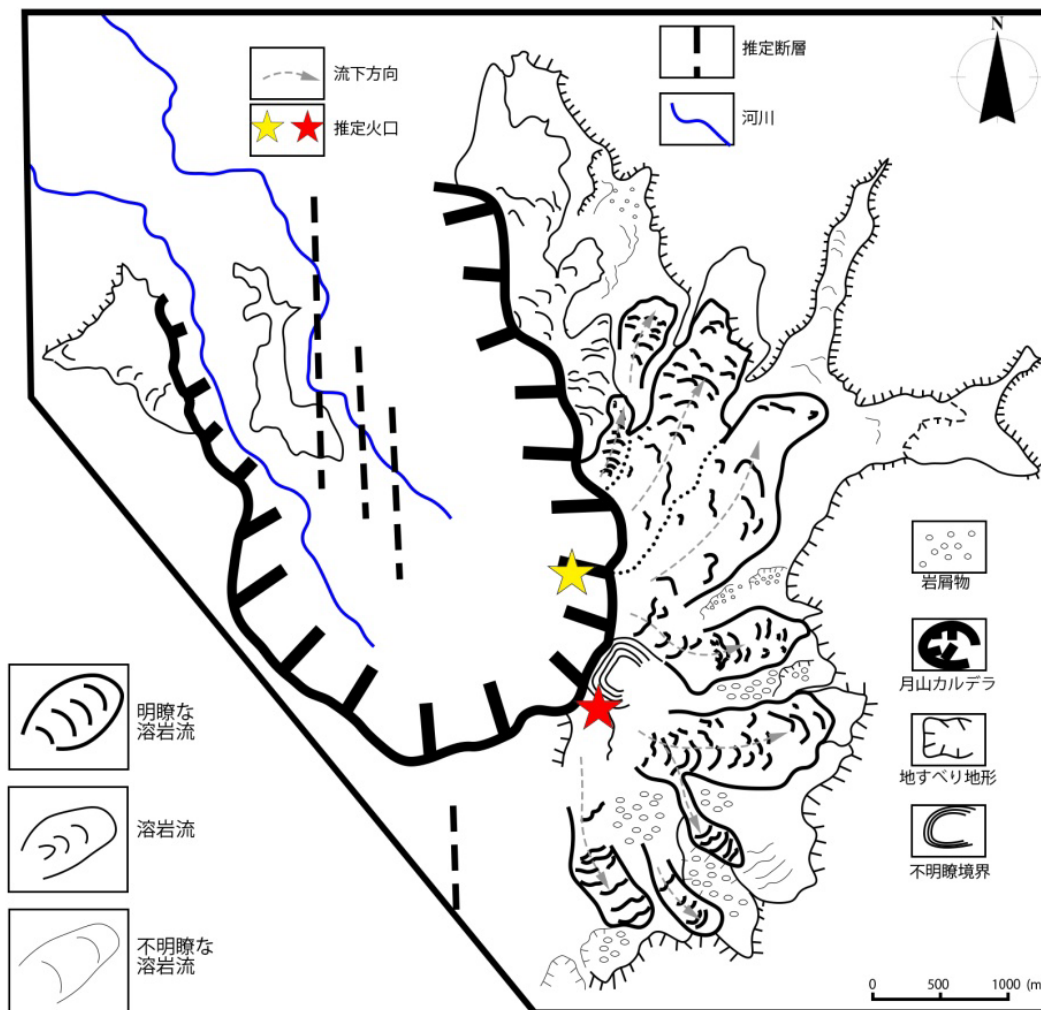 N
流下方向
推定火口
推定断層
河川
岩屑物
月山カルデラ
地すべり地形
不明瞭境界
明瞭な
溶岩流
溶岩流
不明瞭な
溶岩流
0 500 1000 (m